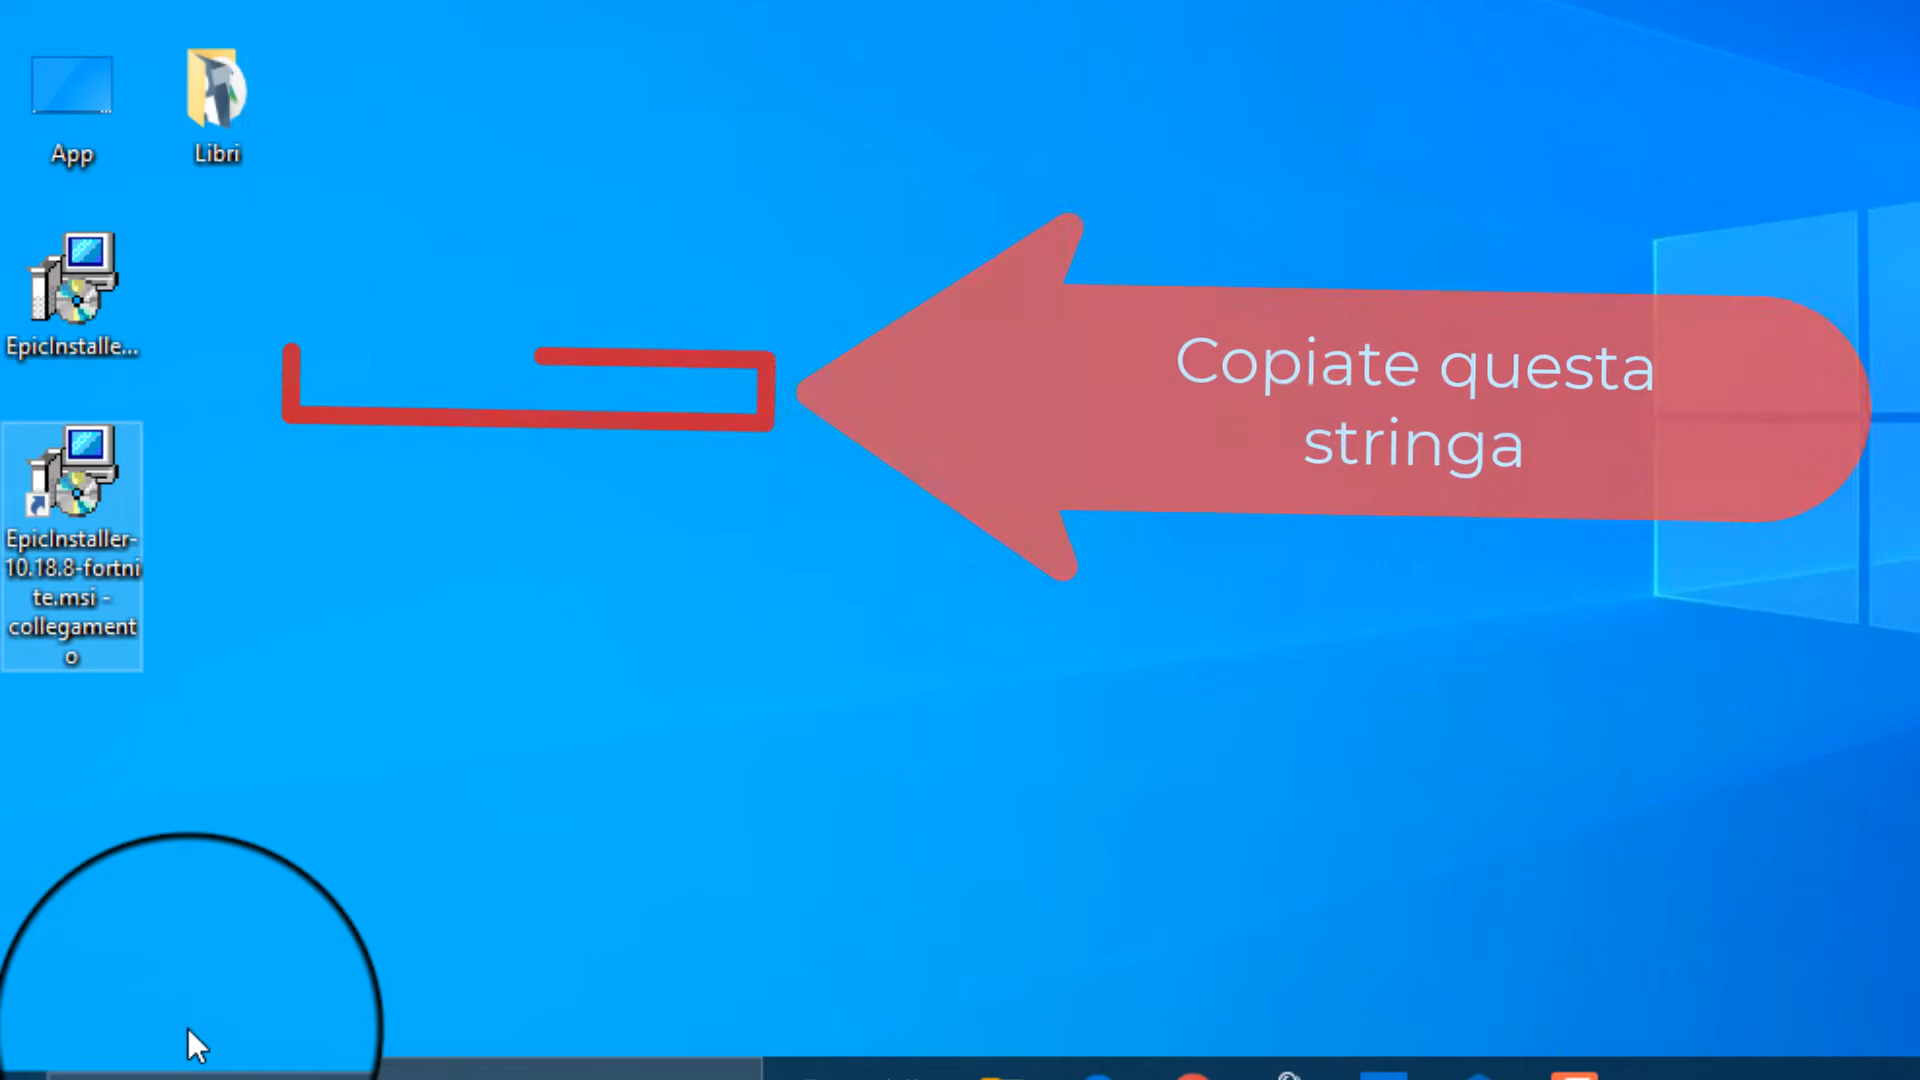 App
Libri
EpicInstalle...
EpicInstaller-
10.18.8-fortni
te.msi -
collegament
o
Copiate questa
stringa